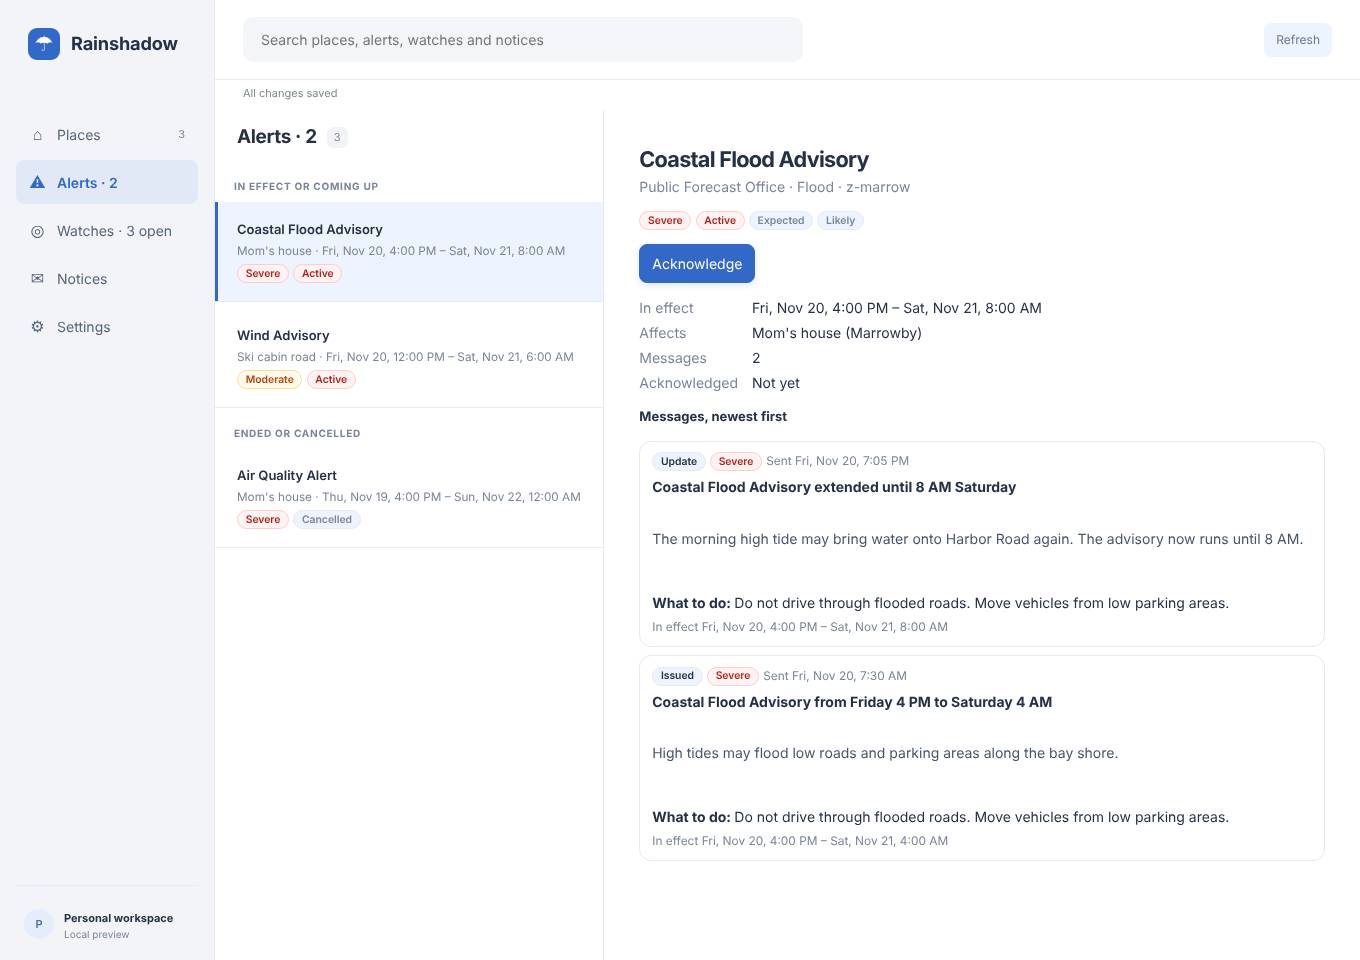 Rainshadow
Search places, alerts, watches and notices
Refresh
All changes saved
Places 3
Alerts · 2
Watches · 3 open
Notices
Settings
P
Personal workspace
Local preview
Alerts · 2 3
IN EFFECT OR COMING UP
Coastal Flood Advisory
Mom's house · Fri, Nov 20, 4:00 PM – Sat, Nov 21, 8:00 AM
Severe Active
Wind Advisory
Ski cabin road · Fri, Nov 20, 12:00 PM – Sat, Nov 21, 6:00 AM
Moderate Active
ENDED OR CANCELLED
Air Quality Alert
Mom's house · Thu, Nov 19, 4:00 PM – Sun, Nov 22, 12:00 AM
Severe Cancelled
Coastal Flood Advisory
Public Forecast Office · Flood · z-marrow
Severe Active Expected Likely
Acknowledge
In effect Fri, Nov 20, 4:00 PM – Sat, Nov 21, 8:00 AM
Affects Mom's house (Marrowby)
Messages 2
Acknowledged Not yet
Messages, newest first
Update Severe Sent Fri, Nov 20, 7:05 PM
Coastal Flood Advisory extended until 8 AM Saturday
The morning high tide may bring water onto Harbor Road again. The advisory now runs until 8 AM.
What to do: Do not drive through flooded roads. Move vehicles from low parking areas.
In effect Fri, Nov 20, 4:00 PM – Sat, Nov 21, 8:00 AM
Issued Severe Sent Fri, Nov 20, 7:30 AM
Coastal Flood Advisory from Friday 4 PM to Saturday 4 AM
High tides may flood low roads and parking areas along the bay shore.
What to do: Do not drive through flooded roads. Move vehicles from low parking areas.
In effect Fri, Nov 20, 4:00 PM – Sat, Nov 21, 4:00 AM